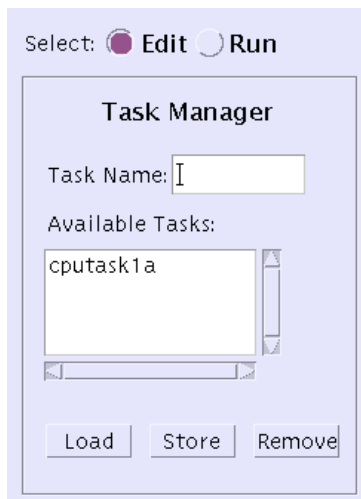 Select: Edit Run
Task Manager
Task Name:
Available Tasks:
cputask1a
Load Store Remove